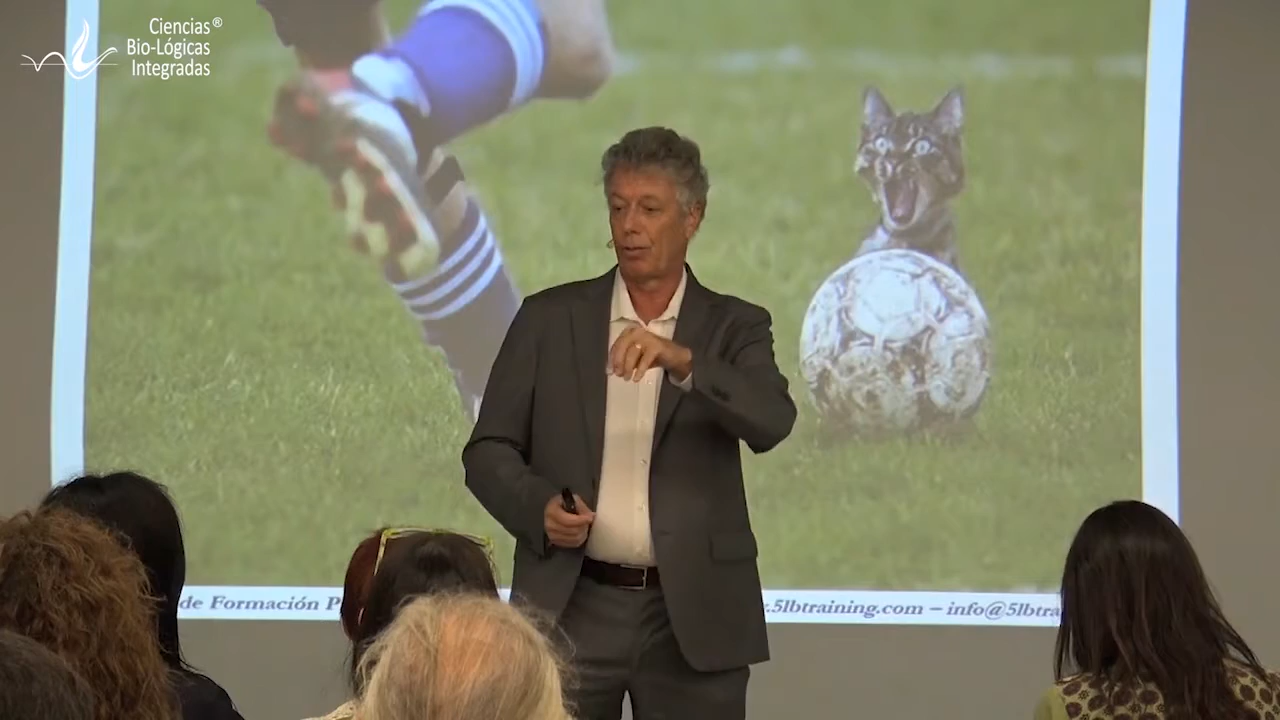 Ciencias®
Bio-Lógicas
Integradas
de Formación
.5lbtraining.com – info@5lbtra